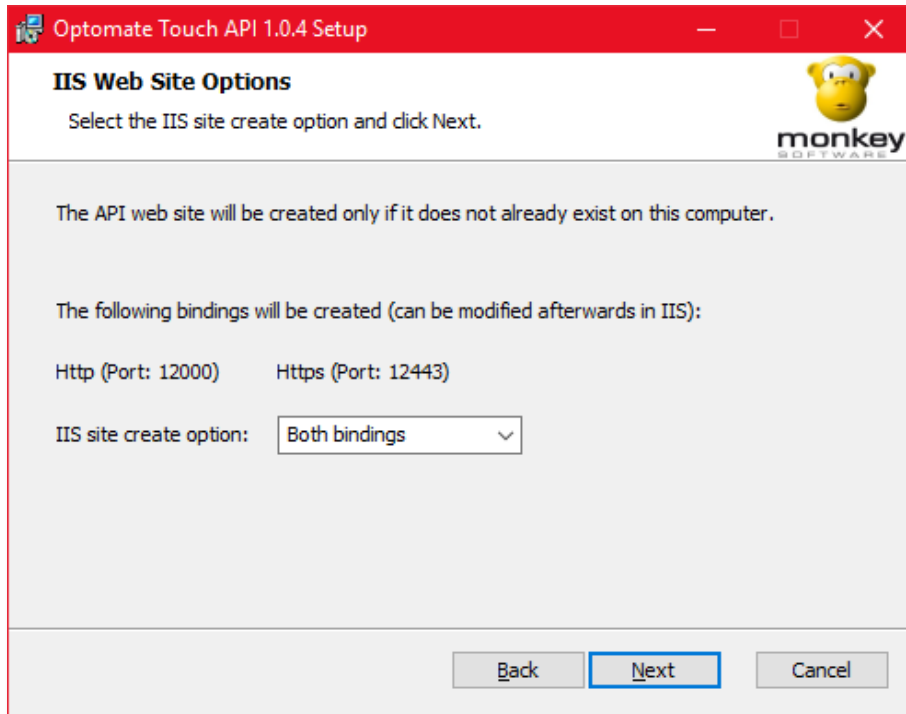 Optomate Touch API 1.0.4 Setup
IIS Web Site Options
Select the IIS site create option and click Next.
monkey
SOFTWARE
The API web site will be created only if it does not already exist on this computer.
The following bindings will be created (can be modified afterwards in IIS):
Http (Port: 12000) Https (Port: 12443)
IIS site create option: Both bindings
Back Next Cancel